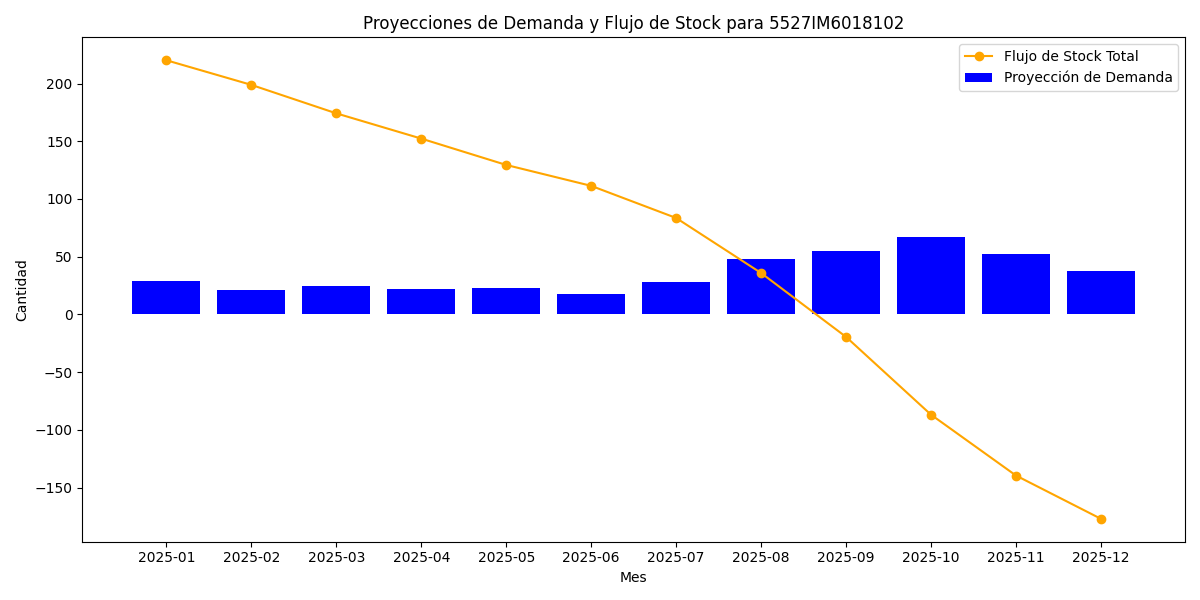 Proyecciones de Demanda y Flujo de Stock para 5527IM6018102
Flujo de Stock Total
Proyección de Demanda
Cantidad
200
150
100
50
0
−50
−100
−150
2025-01 2025-02 2025-03 2025-04 2025-05 2025-06 2025-07 2025-08 2025-09 2025-10 2025-11 2025-12
Mes